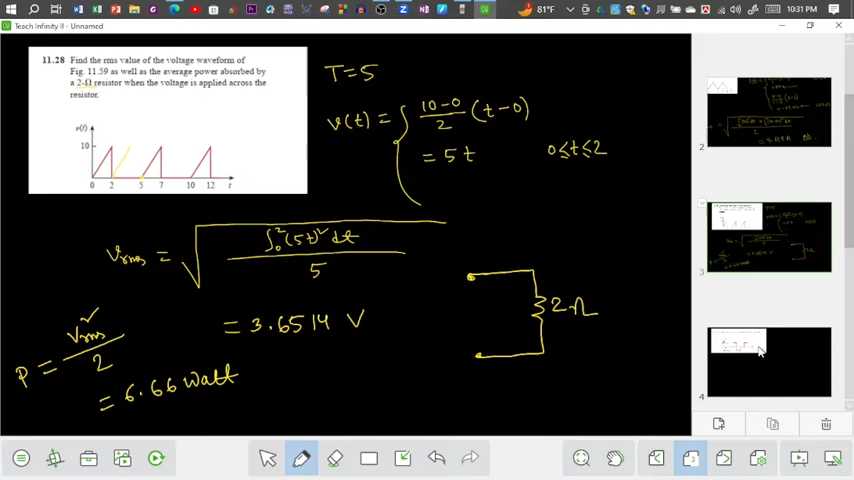 81°F
10:31 PM
Teach Infinity II - Unnamed
11.28 Find the rms value of the voltage waveform of
Fig. 11.59 as well as the average power absorbed by
a 2-Ω resistor when the voltage is applied across the
resistor.
v(t)
10
0 2 5 7 10 12 t
T=5
v(t) = { 10-0/2 (t-0)
= 5t 0≤t≤2
Vrms = √ ∫₀² (5t)² dt / 5
= 3.6514 V
P = Vrms² / 2
= 6.66 watt
2Ω
2
3
4
3